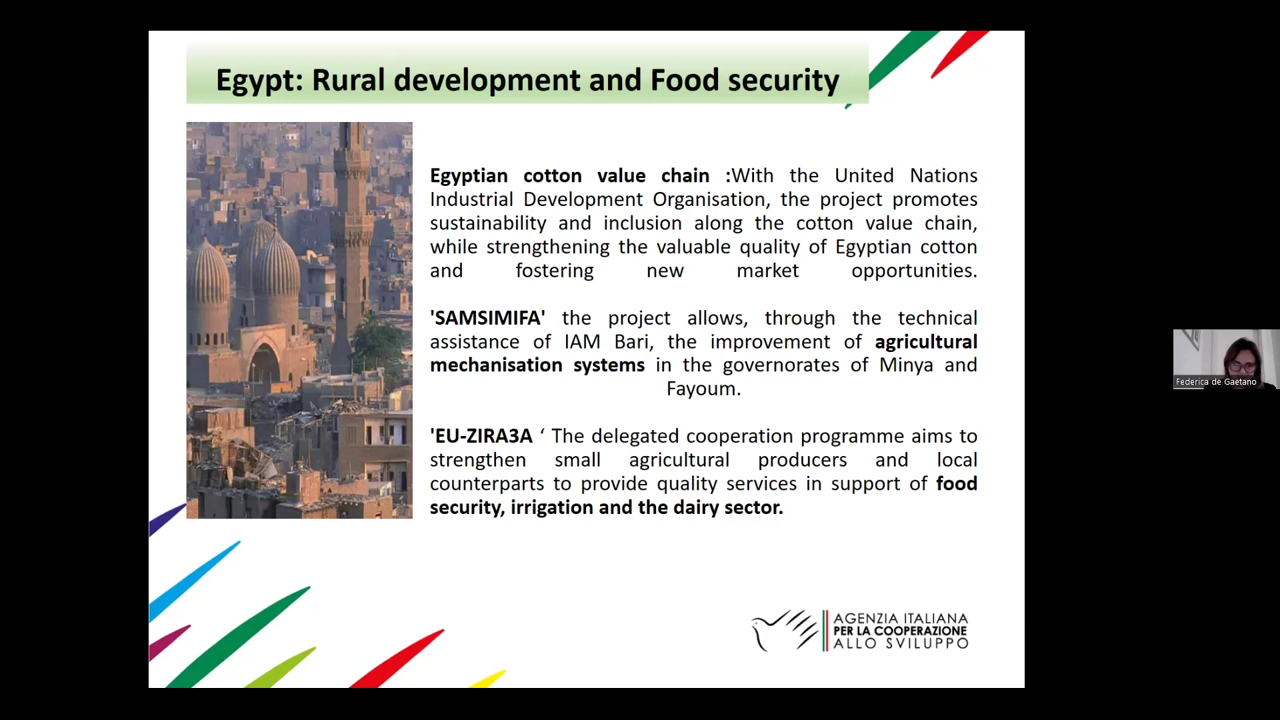 Egypt: Rural development and Food security
Egyptian cotton value chain :With the United Nations
Industrial Development Organisation, the project promotes
sustainability and inclusion along the cotton value chain,
while strengthening the valuable quality of Egyptian cotton
and fostering new market opportunities.
'SAMSIMIFA' the project allows, through the technical
assistance of IAM Bari, the improvement of agricultural
mechanisation systems in the governorates of Minya and
Fayoum.
'EU-ZIRA3A ‘ The delegated cooperation programme aims to
strengthen small agricultural producers and local
counterparts to provide quality services in support of food
security, irrigation and the dairy sector.
AGENZIA ITALIANA
PER LA COOPERAZIONE
ALLO SVILUPPO
Federica de Gaetano